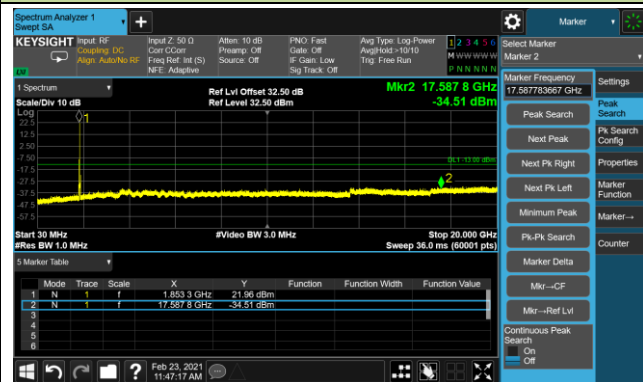 Spectrum Analyzer 1
Swept SA
Marker
KEYSIGHT
Input: RF
Coupling: DC
Align: Auto/No RF
Input Z: 50 Ω
Corr CCorr
Freq Ref: Int (S)
NFE: Adaptive
Atten: 10 dB
Preamp: Off
Source: Off
PNO: Fast
Gate: Off
IF Gain: Low
Sig Track: Off
Avg Type: Log-Power
Avg|Hold:>10/10
Trig: Free Run
1 2 3 4 5 6
M W W W W W
P N N N N N
Select Marker
Marker 2
1 Spectrum
Scale/Div 10 dB
Log
Ref Lvl Offset 32.50 dB
Ref Level 32.50 dBm
Mkr2 17.587 8 GHz
-34.51 dBm
22.5
12.5
2.50
-7.50
-17.5
-27.5
-37.5
-47.5
-57.5
1
DL1 -13.00 dBm
2
Start 30 MHz
#Res BW 1.0 MHz
#Video BW 3.0 MHz
Stop 20.000 GHz
Sweep 36.0 ms (60001 pts)
5 Marker Table
Mode Trace Scale X Y Function Function Width Function Value
1 N 1 f 1.853 3 GHz 21.96 dBm
2 N 1 f 17.587 8 GHz -34.51 dBm
3
4
5
6
Marker Frequency
17.587783667 GHz
Peak Search
Next Peak
Next Pk Right
Next Pk Left
Minimum Peak
Pk-Pk Search
Marker Delta
Mkr→CF
Mkr→Ref Lvl
Continuous Peak
Search
On
Off
Settings
Peak
Search
Pk Search
Config
Properties
Marker
Function
Marker→
Counter
?
Feb 23, 2021
11:47:17 AM